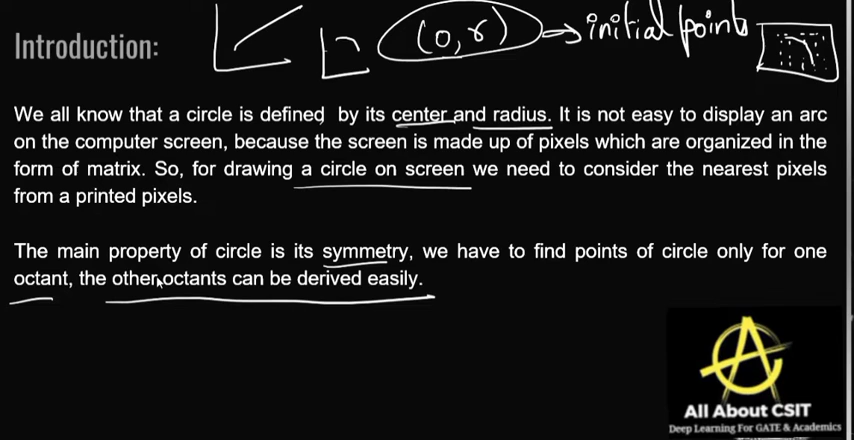 (0, r) → initial points
Introduction:
We all know that a circle is defined by its center and radius. It is not easy to display an arc
on the computer screen, because the screen is made up of pixels which are organized in the
form of matrix. So, for drawing a circle on screen we need to consider the nearest pixels
from a printed pixels.
The main property of circle is its symmetry, we have to find points of circle only for one
octant, the other octants can be derived easily.
All About CSIT
Deep Learning For GATE & Academics